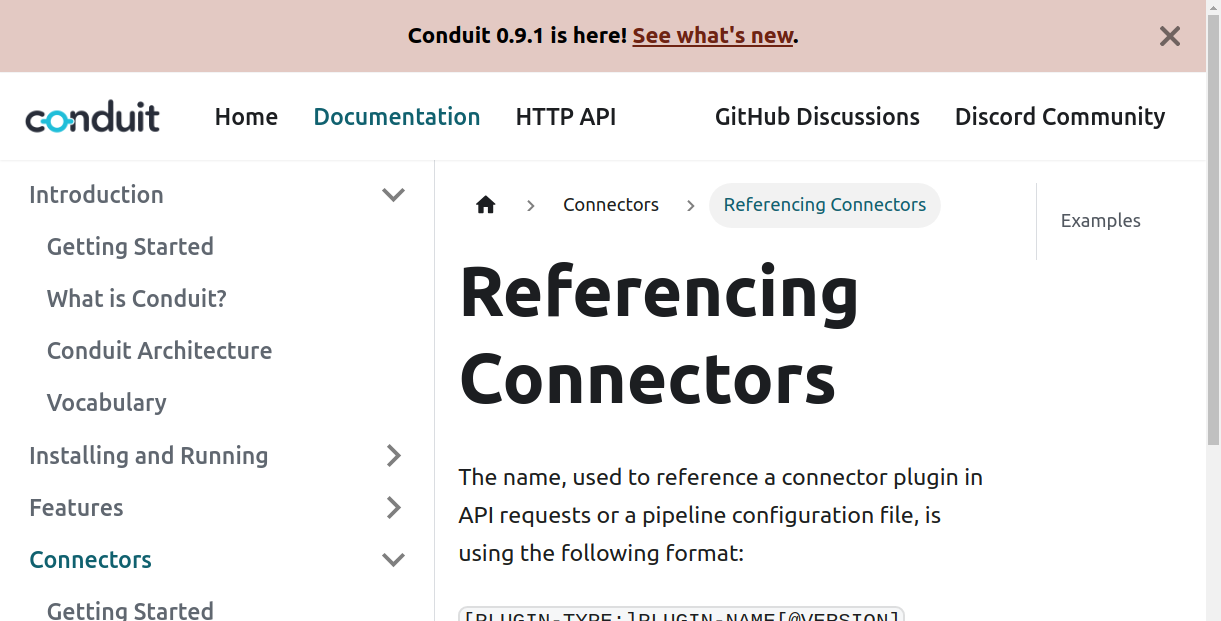 Conduit 0.9.1 is here! See what's new.
conduit
Home
Documentation
HTTP API
GitHub Discussions
Discord Community
Introduction
Getting Started
What is Conduit?
Conduit Architecture
Vocabulary
Installing and Running
Features
Connectors
Getting Started
Connectors
Referencing Connectors
Referencing
Connectors
The name, used to reference a connector plugin in
API requests or a pipeline configuration file, is
using the following format:
[PLUGIN-TYPE:]PLUGIN-NAME[@VERSION]
Examples